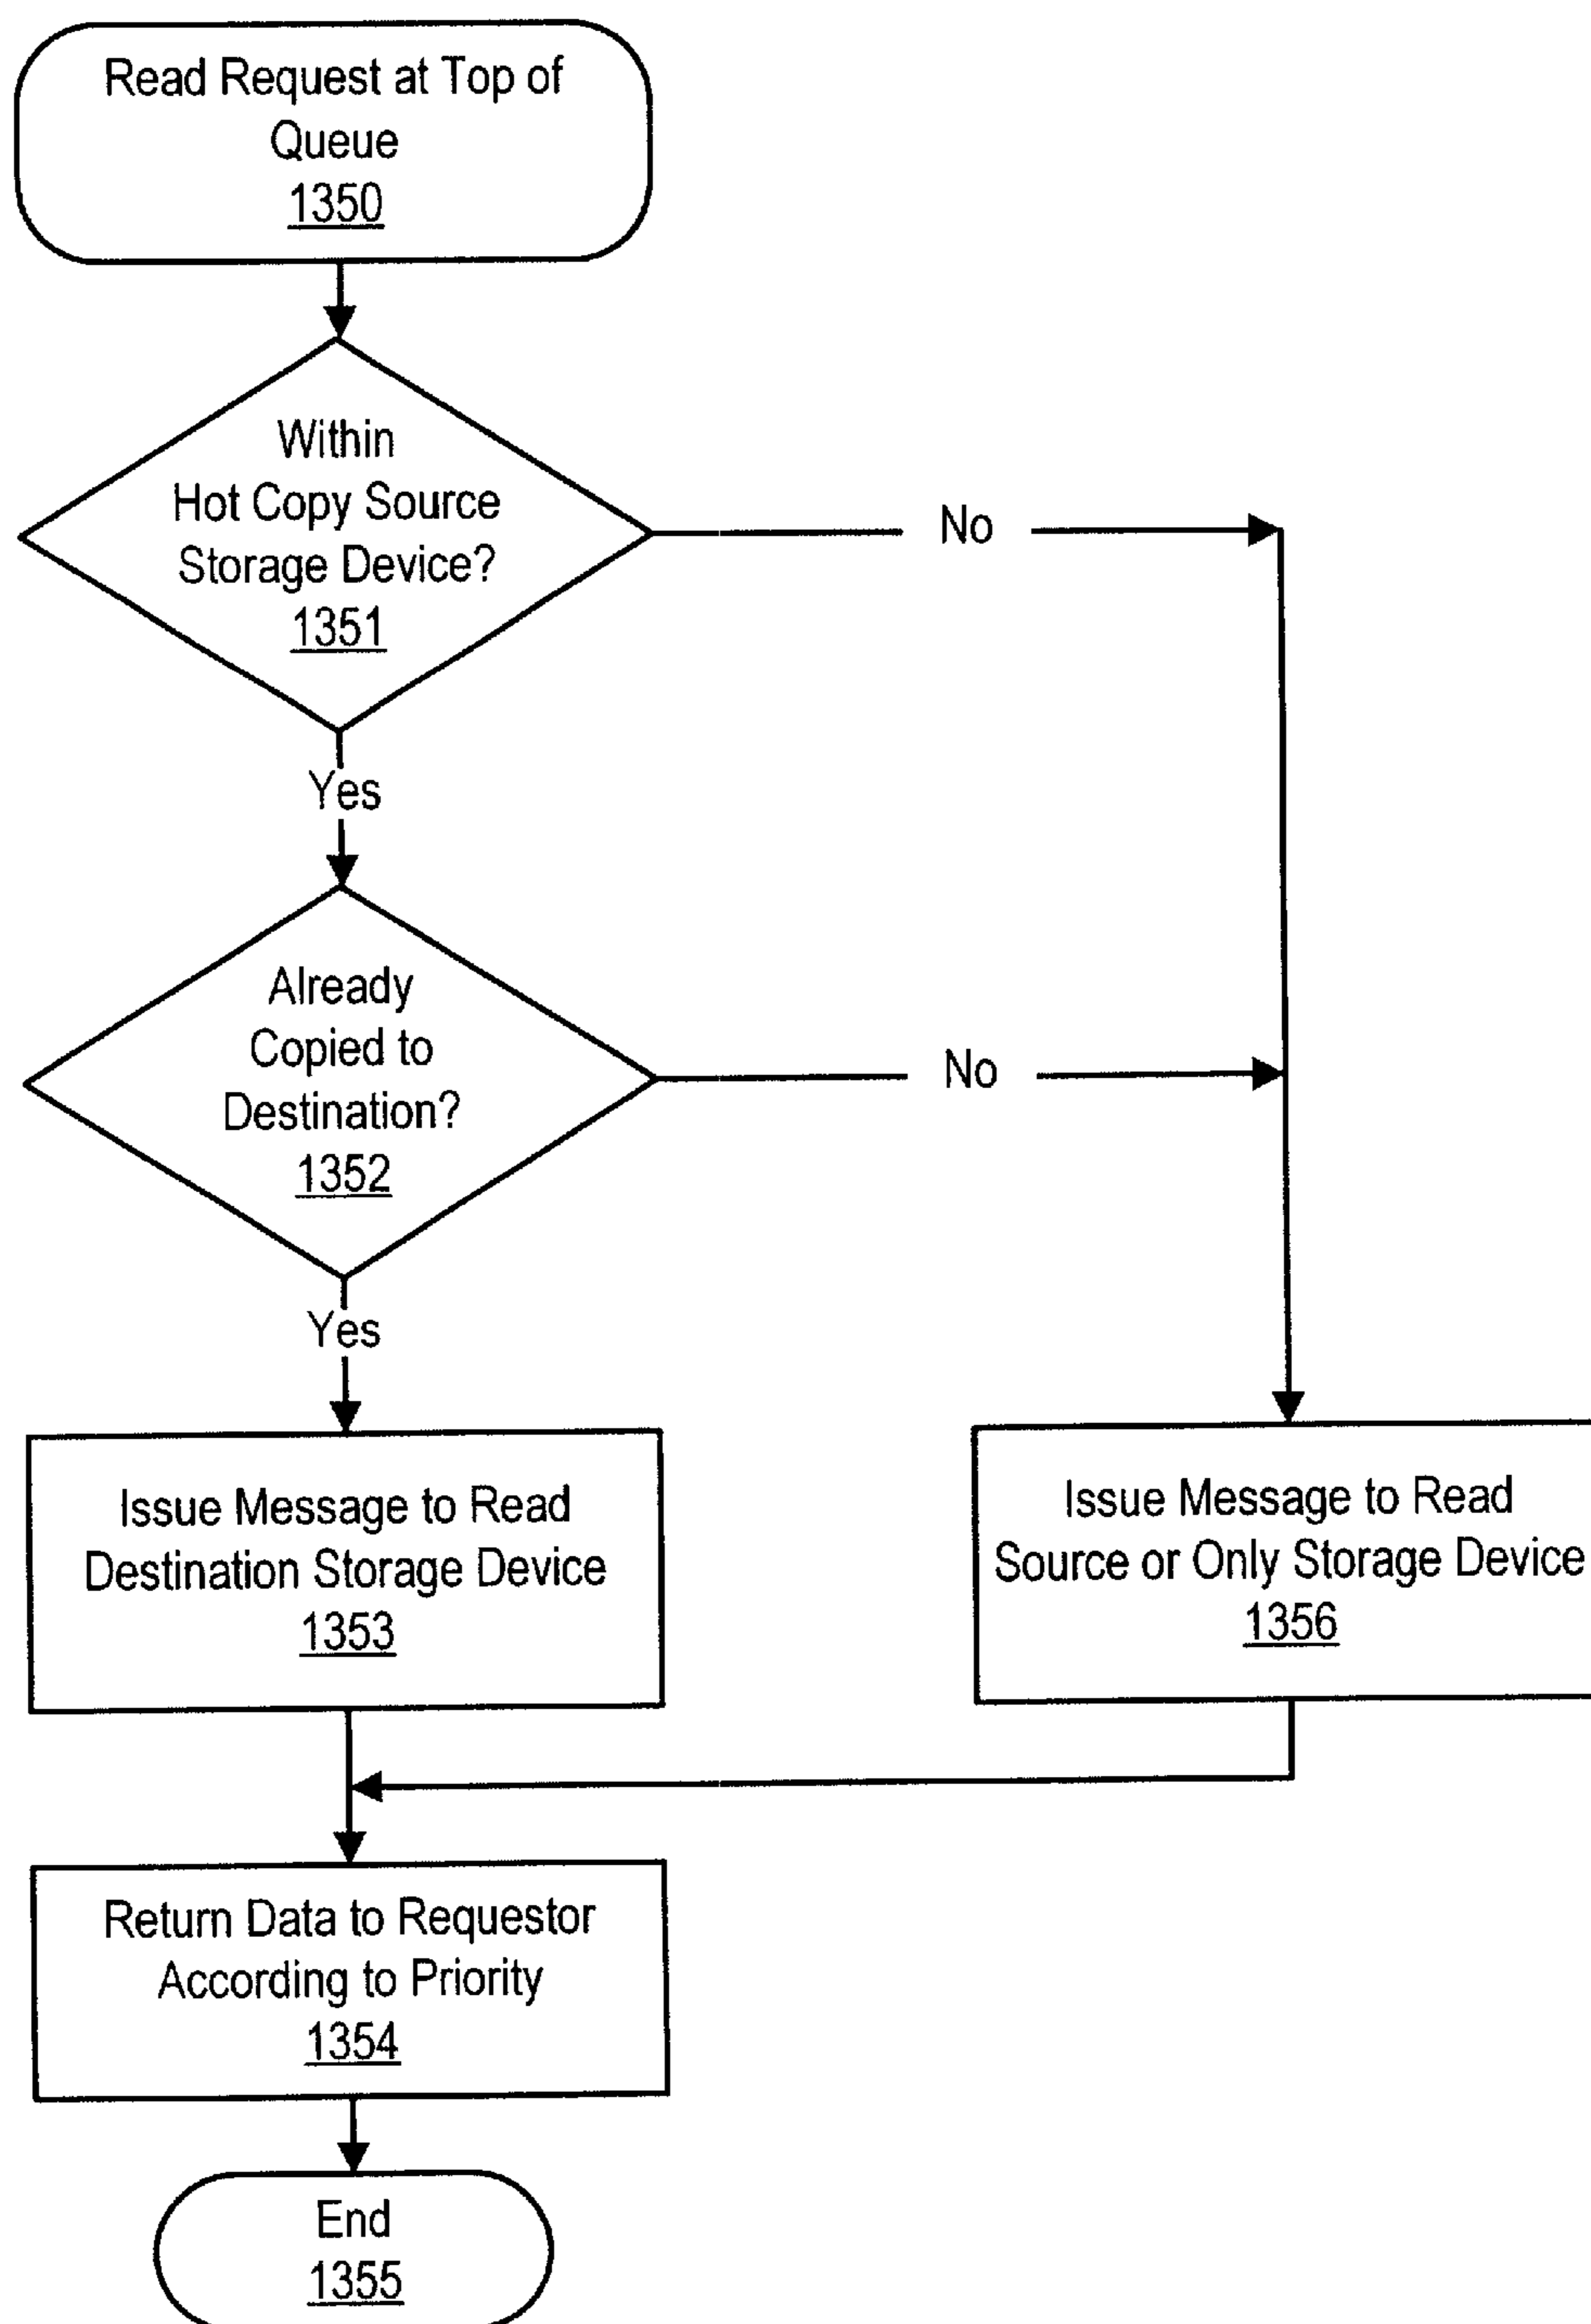 Read Request at Top of
Queue
1350
Within
Hot Copy Source
Storage Device?
1351
No
Yes
Already
Copied to
Destination?
1352
No
Yes
Issue Message to Read
Destination Storage Device
1353
Issue Message to Read
Source or Only Storage Device
1356
Return Data to Requestor
According to Priority
1354
End
1355